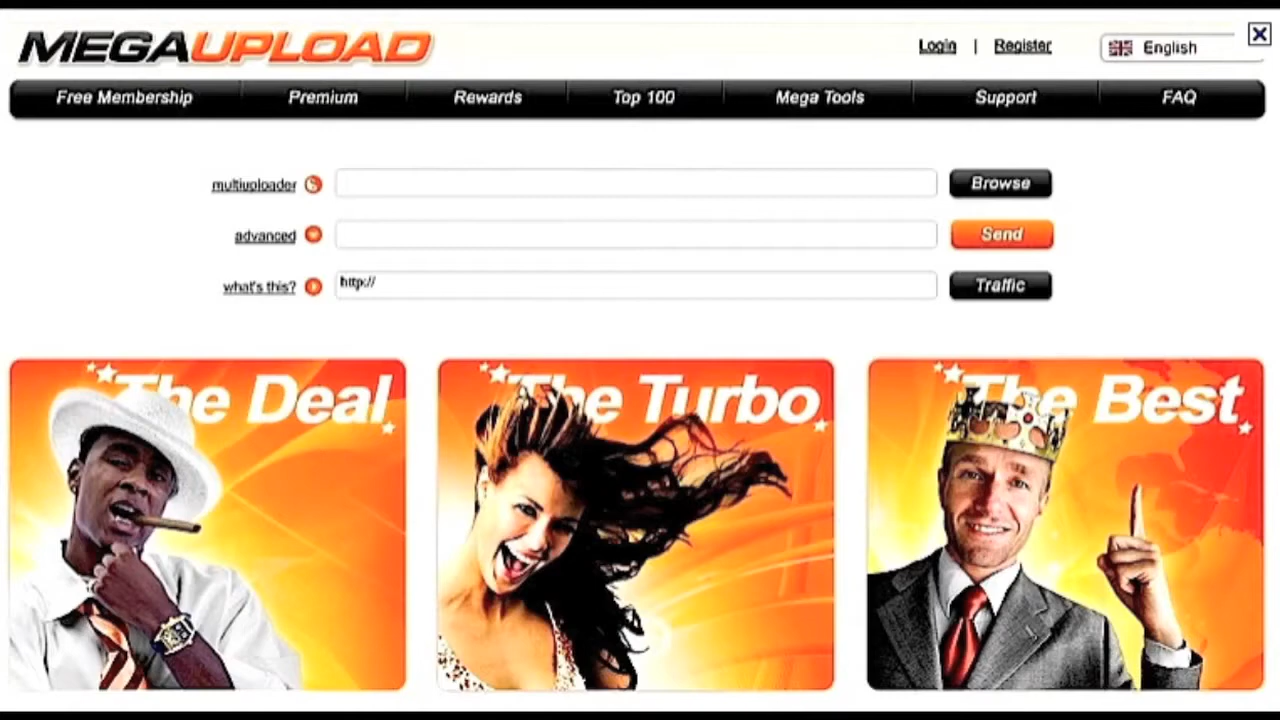 MEGAUPLOAD
Login | Register
English
Free Membership Premium Rewards Top 100 Mega Tools Support FAQ
multiuploader Browse
advanced Send
what's this? http:// Traffic
The Deal The Turbo The Best